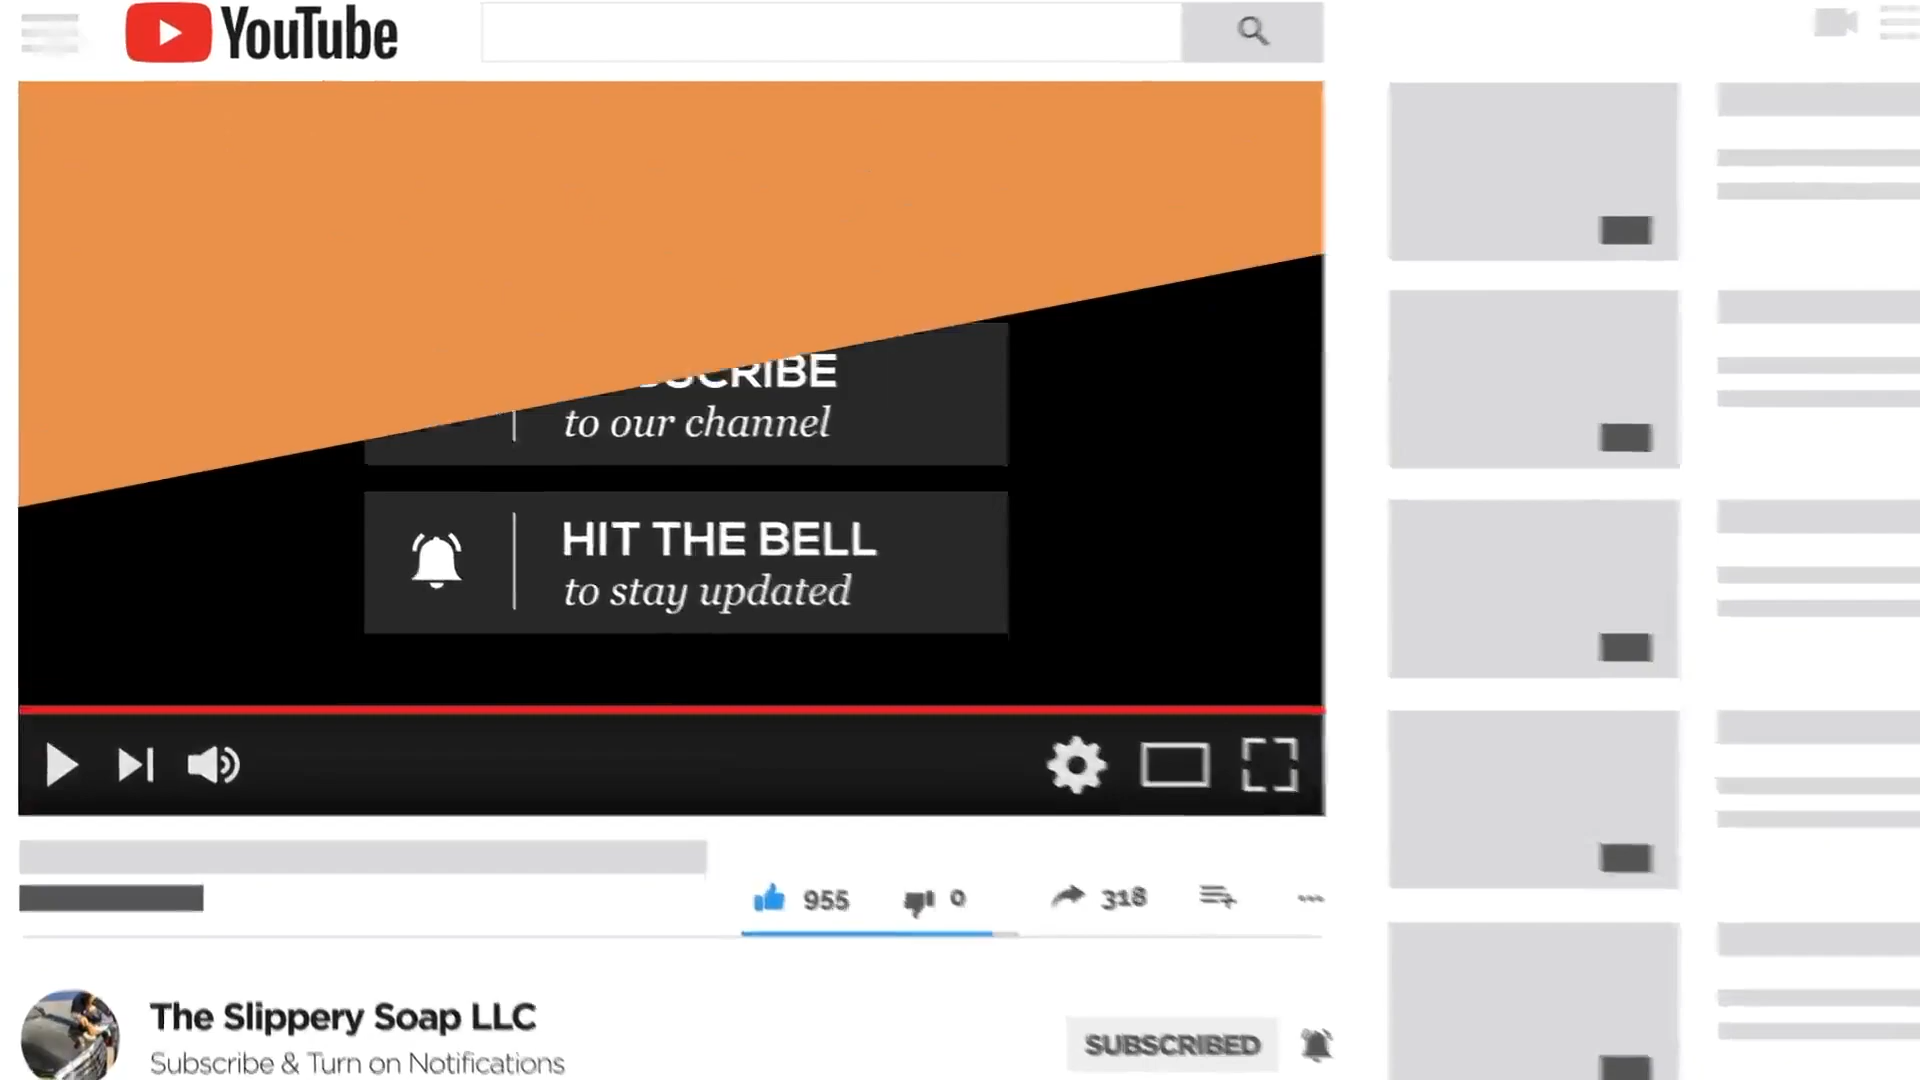 YouTube
SCRIBE
to our channel
HIT THE BELL
to stay updated
955
0
318
The Slippery Soap LLC
Subscribe & Turn on Notifications
SUBSCRIBED